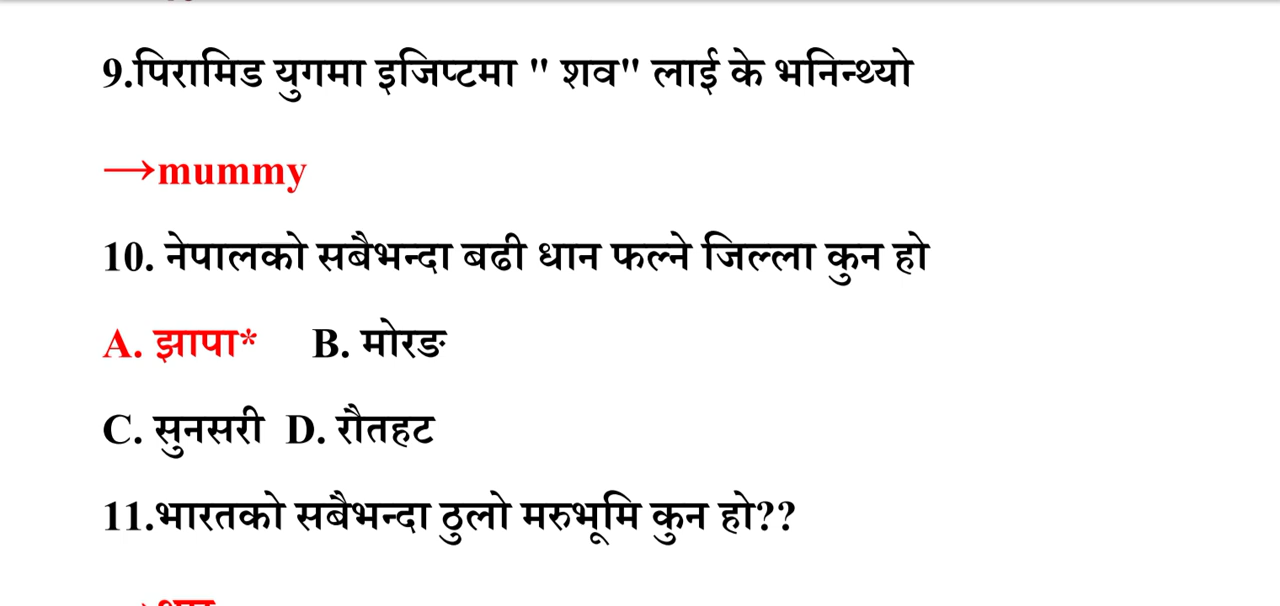 9.पिरामिड युगमा इजिप्टमा " शव" लाई के भनिन्थ्यो
→mummy
10. नेपालको सबैभन्दा बढी धान फल्ने जिल्ला कुन हो
A. झापा* B. मोरङ
C. सुनसरी D. रौतहट
11.भारतको सबैभन्दा ठुलो मरुभूमि कुन हो??